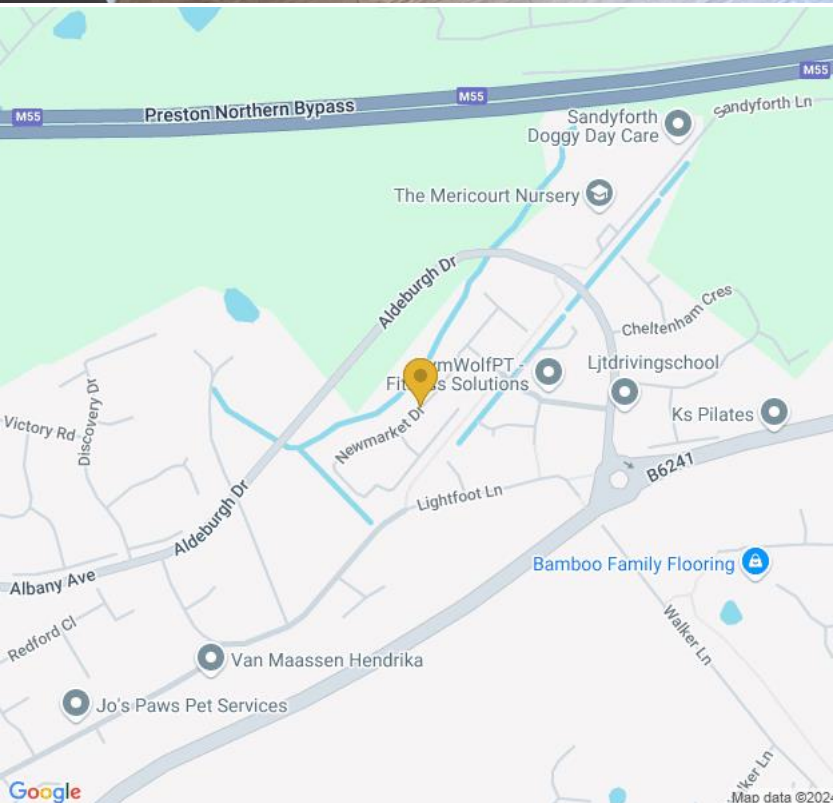 M55
M55
Preston Northern Bypass
M55
Sandyforth Ln
Sandyforth
Doggy Day Care
The Mericourt Nursery
Aldeburgh Dr
Cheltenham Cres
Solutions
Ljtdrivingschool
Discovery Dr
Victory Rd
Newmarket Dr
Ks Pilates
B6241
Lightfoot Ln
Aldeburgh Dr
Bamboo Family Flooring
Albany Ave
Walker Ln
Redford Cl
Van Maassen Hendrika
Jo's Paws Pet Services
Google
Map data ©2024